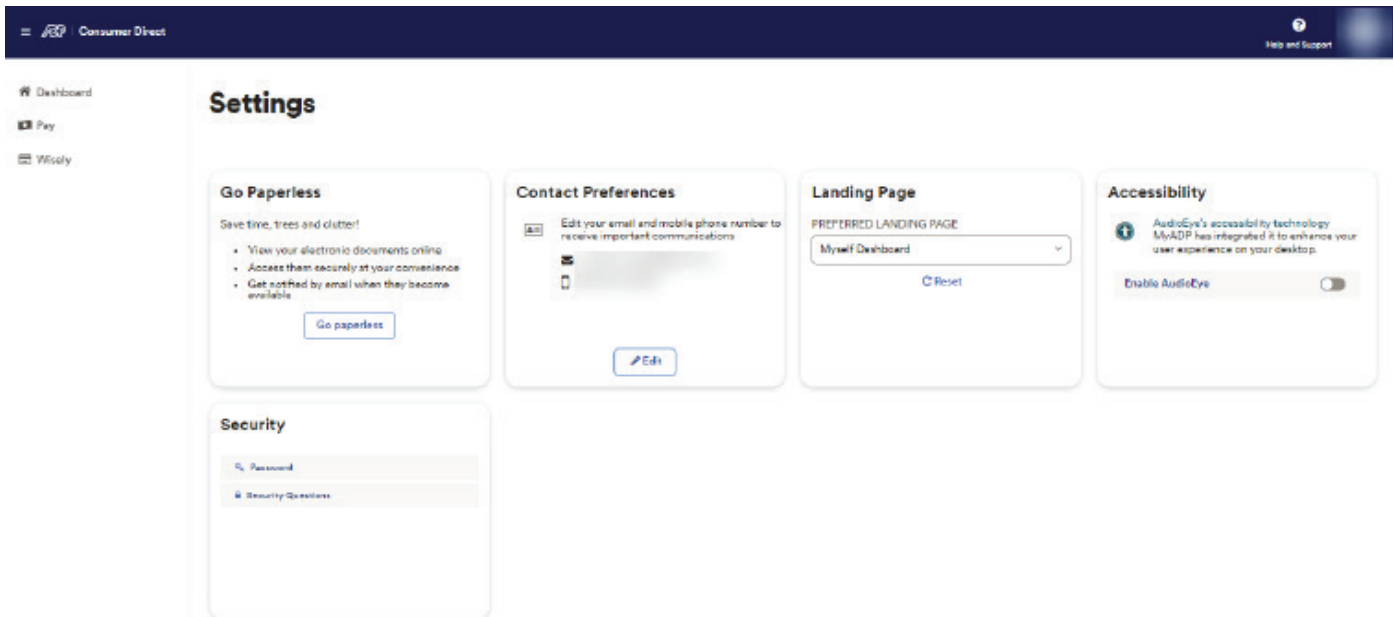 ADP Consumer Direct
Help and Support
Dashboard
Pay
Wisely
Settings
Go Paperless
Save time, trees and clutter!
• View your electronic documents online
• Access them securely at your convenience
• Get notified by email when they become
available
Go paperless
Contact Preferences
Edit your email and mobile phone number to
receive important communications
Edit
Landing Page
PREFERRED LANDING PAGE
Myself Dashboard
Reset
Accessibility
AudioEye's accessibility technology
MyADP has integrated it to enhance your
user experience on your desktop.
Enable AudioEye
Security
Password
Security Questions